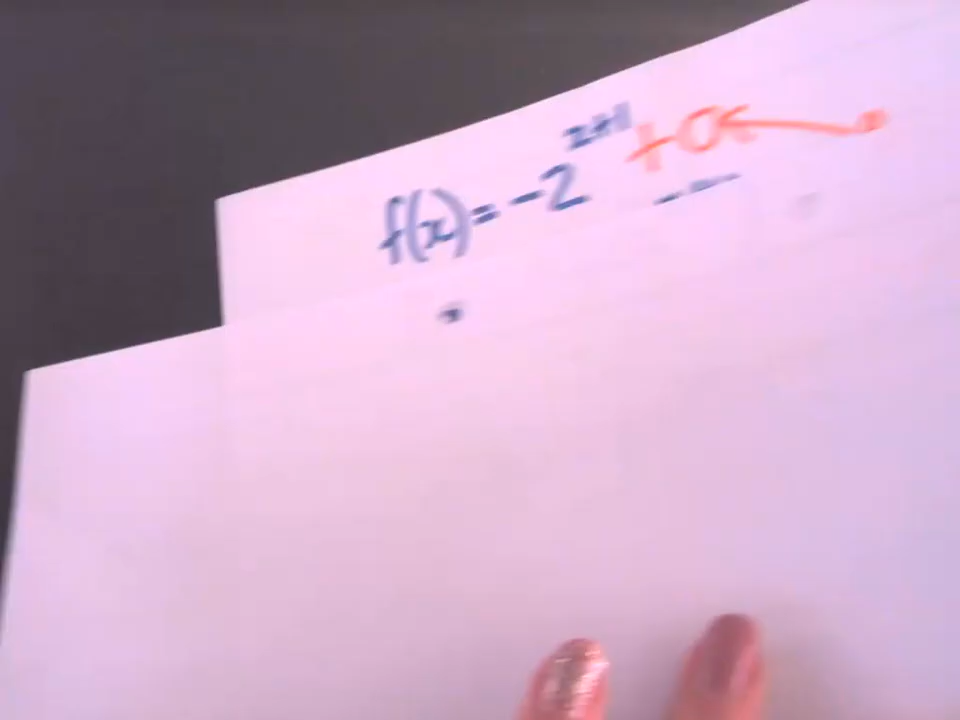 f(x) = -2^{x+1} +0